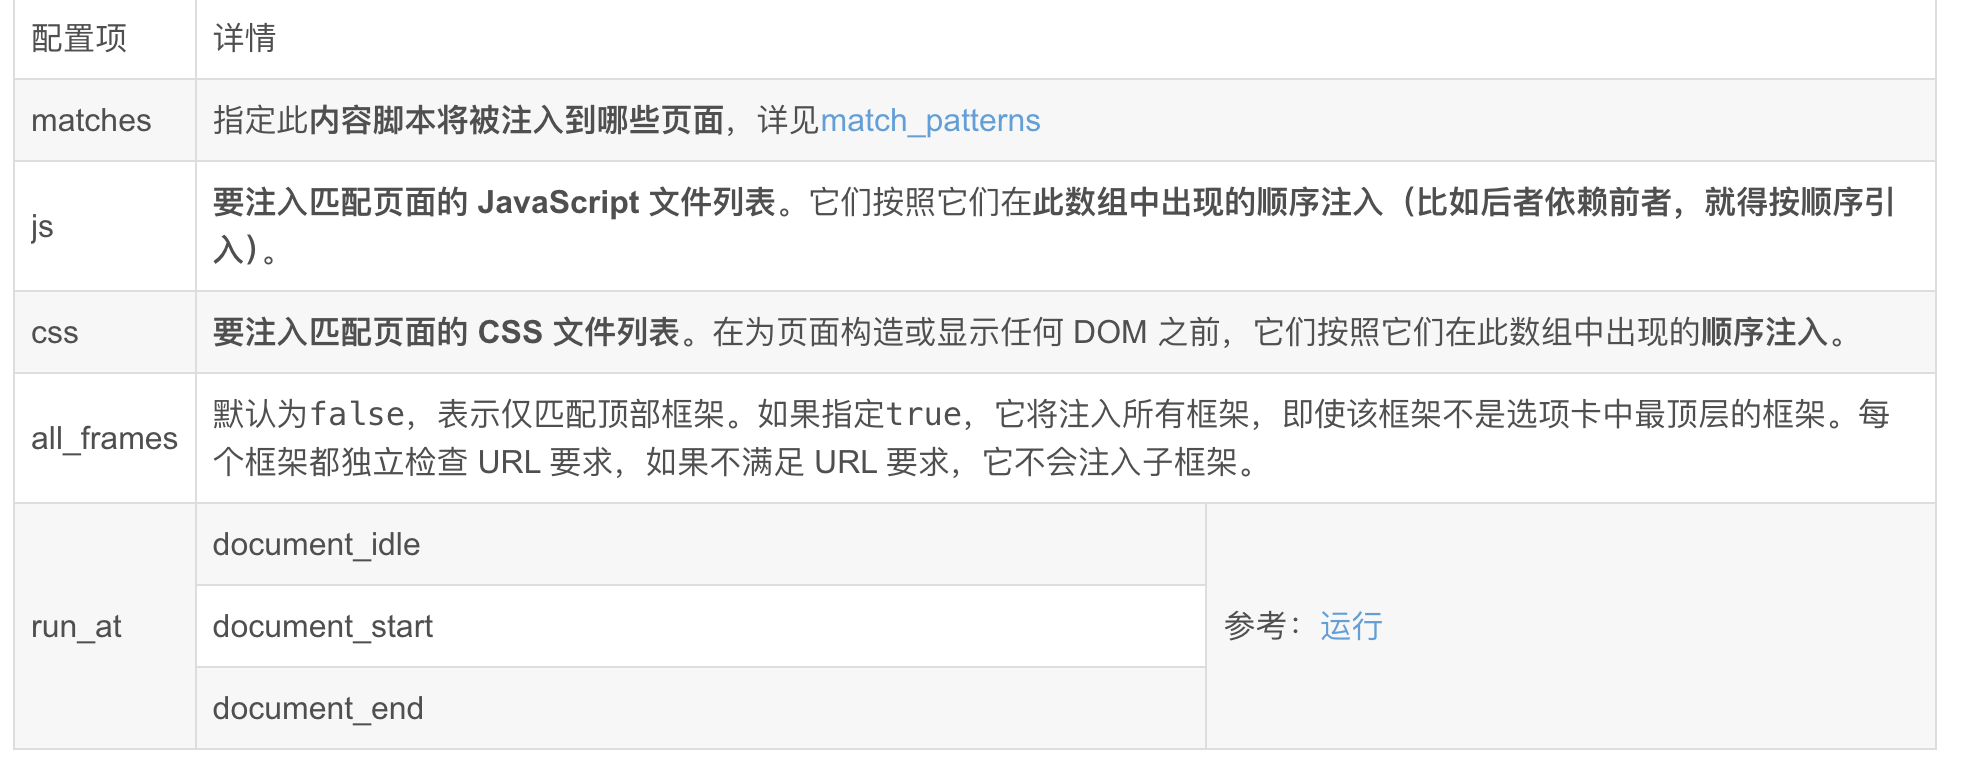 配置项 详情
matches 指定此内容脚本将被注入到哪些页面，详见match_patterns
js 要注入匹配页面的 JavaScript 文件列表。它们按照它们在此数组中出现的顺序注入（比如后者依赖前者，就得按顺序引
入）。
css 要注入匹配页面的 CSS 文件列表。在为页面构造或显示任何 DOM 之前，它们按照它们在此数组中出现的顺序注入。
all_frames 默认为false，表示仅匹配顶部框架。如果指定true，它将注入所有框架，即使该框架不是选项卡中最顶层的框架。每
个框架都独立检查 URL 要求，如果不满足 URL 要求，它不会注入子框架。
run_at
document_idle
document_start
document_end
参考：运行